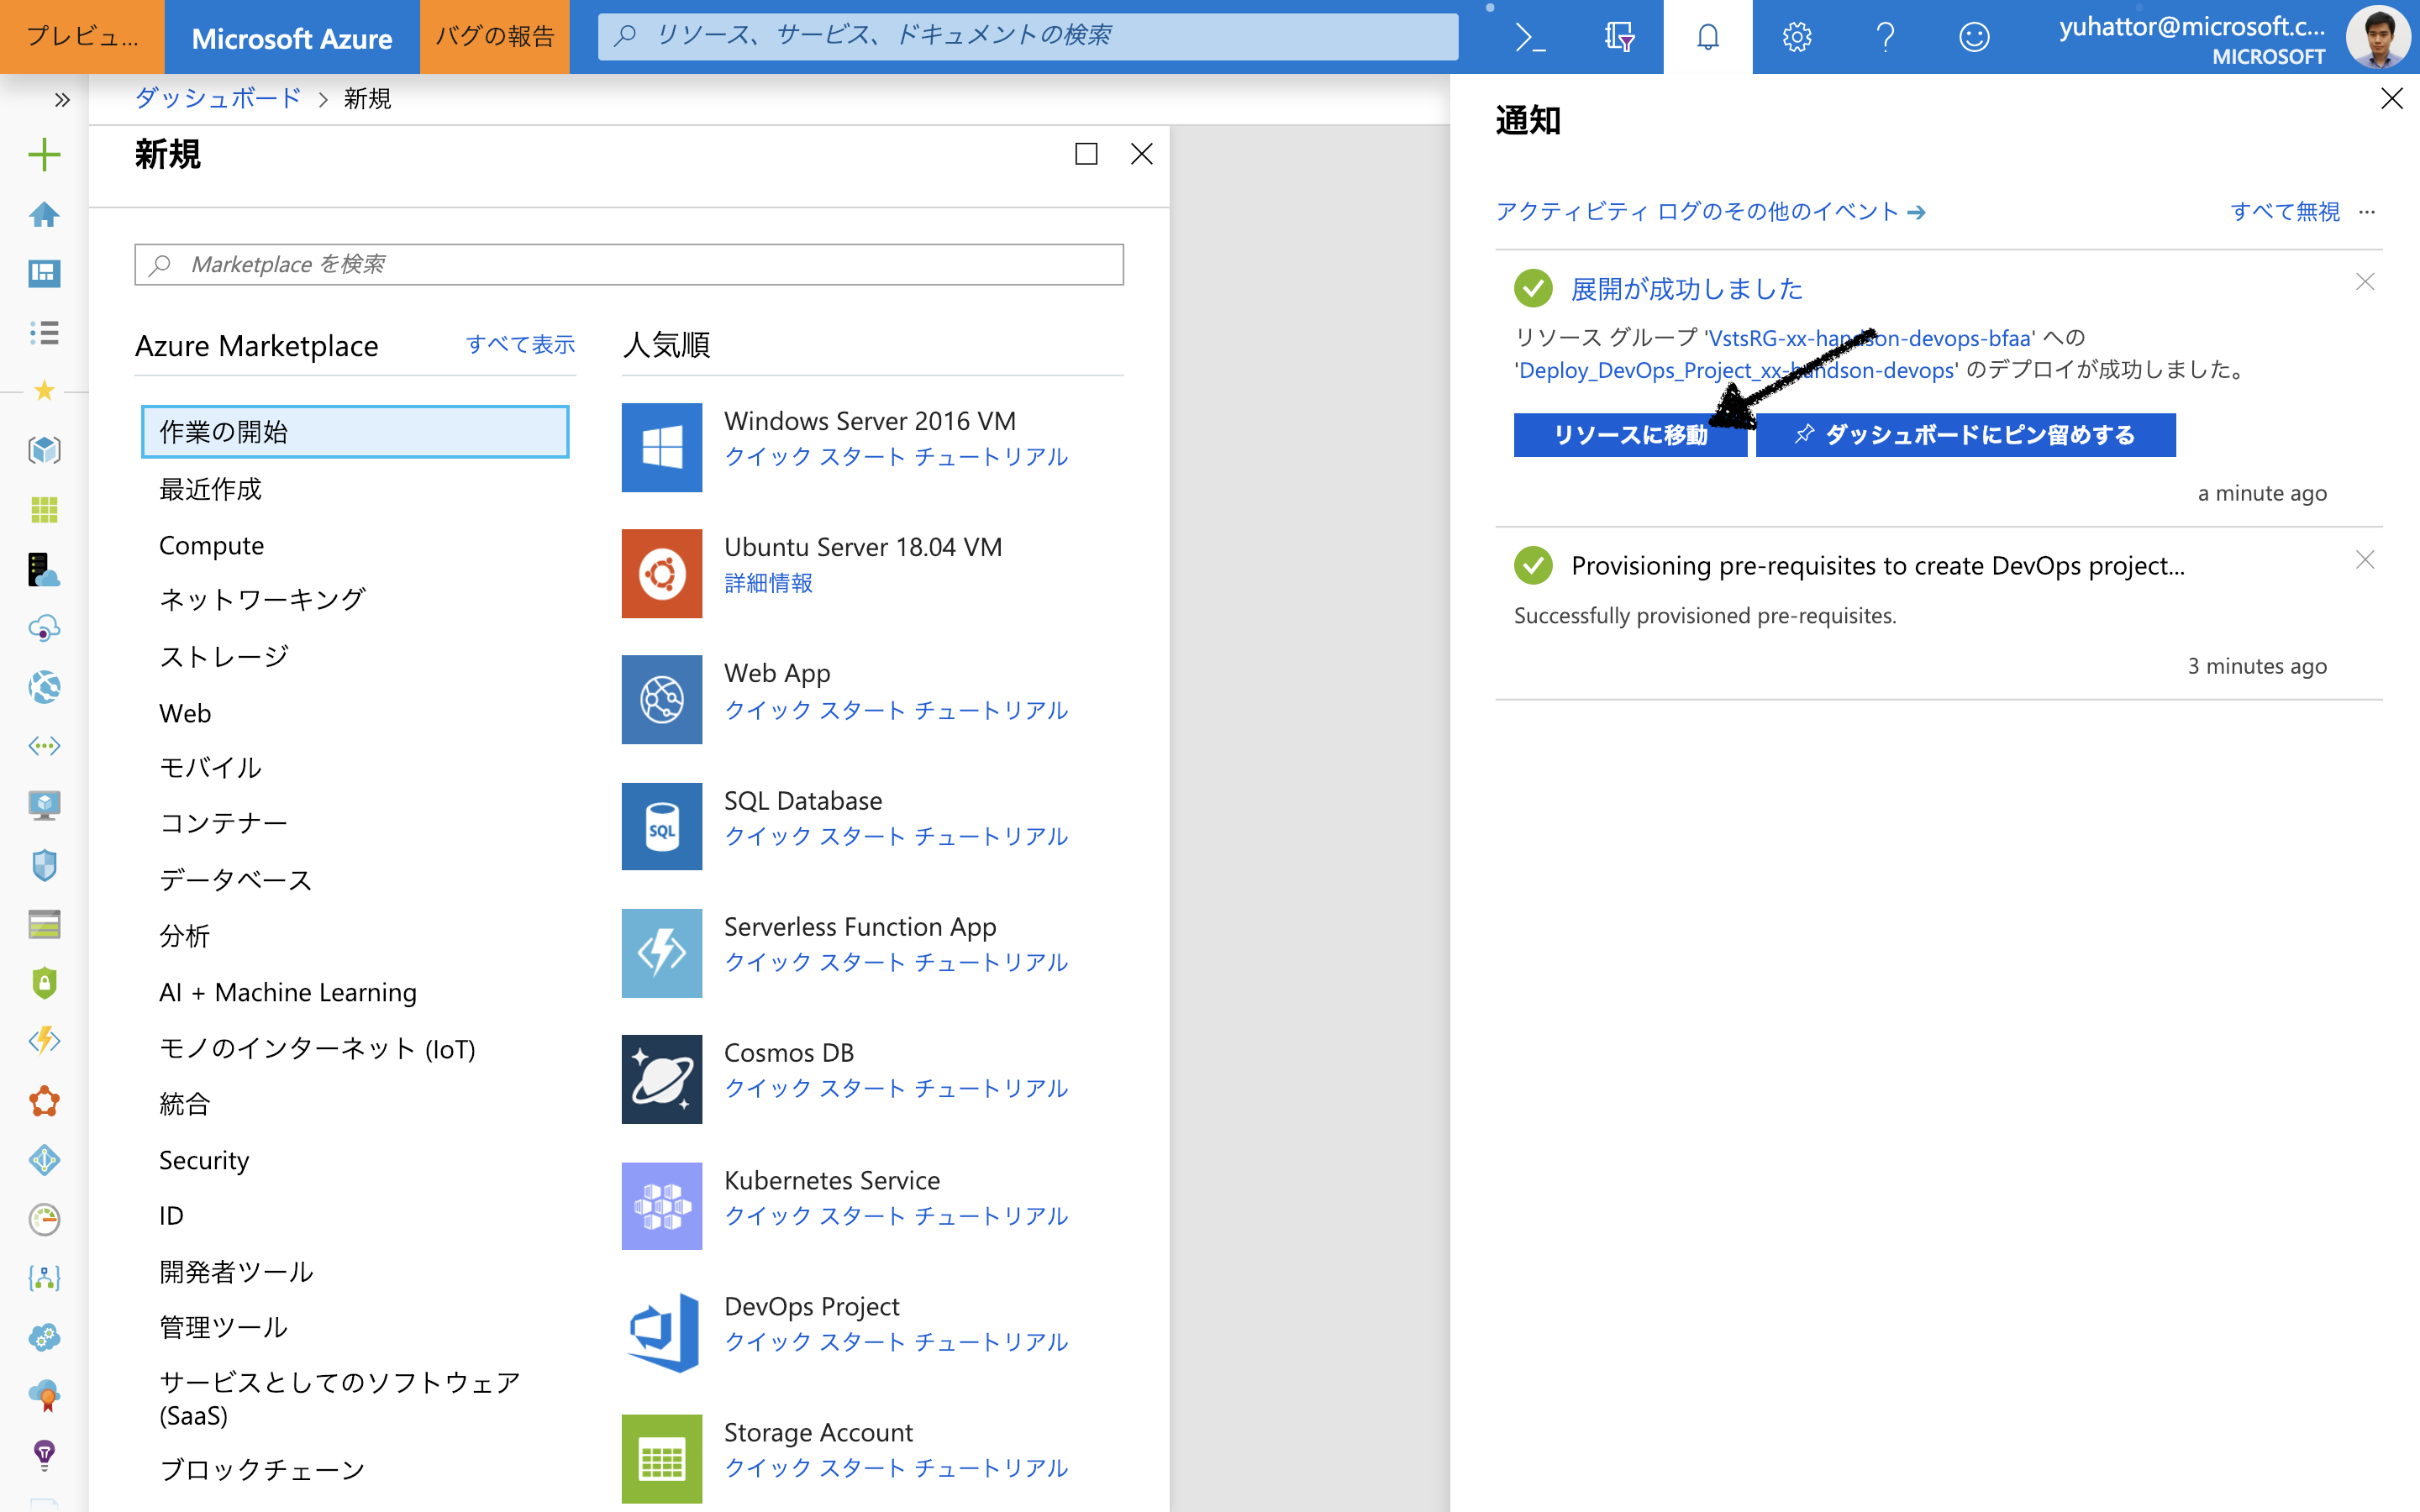 プレビュ...
Microsoft Azure
バグの報告
リソース、サービス、ドキュメントの検索
yuhattor@microsoft.c...
MICROSOFT
ダッシュボード > 新規
新規
Marketplace を検索
Azure Marketplace すべて表示
作業の開始
最近作成
Compute
ネットワーキング
ストレージ
Web
モバイル
コンテナー
データベース
分析
AI + Machine Learning
モノのインターネット (IoT)
統合
Security
ID
開発者ツール
管理ツール
サービスとしてのソフトウェア
(SaaS)
ブロックチェーン
人気順
Windows Server 2016 VM
クイック スタート チュートリアル
Ubuntu Server 18.04 VM
詳細情報
Web App
クイック スタート チュートリアル
SQL
SQL Database
クイック スタート チュートリアル
Serverless Function App
クイック スタート チュートリアル
Cosmos DB
クイック スタート チュートリアル
Kubernetes Service
クイック スタート チュートリアル
DevOps Project
クイック スタート チュートリアル
Storage Account
クイック スタート チュートリアル
通知
アクティビティ ログのその他のイベント → すべて無視 ...
展開が成功しました
リソース グループ 'VstsRG-xx-handson-devops-bfaa' への
'Deploy_DevOps_Project_xx-handson-devops' のデプロイが成功しました。
リソースに移動 ダッシュボードにピン留めする
a minute ago
Provisioning pre-requisites to create DevOps project...
Successfully provisioned pre-requisites.
3 minutes ago